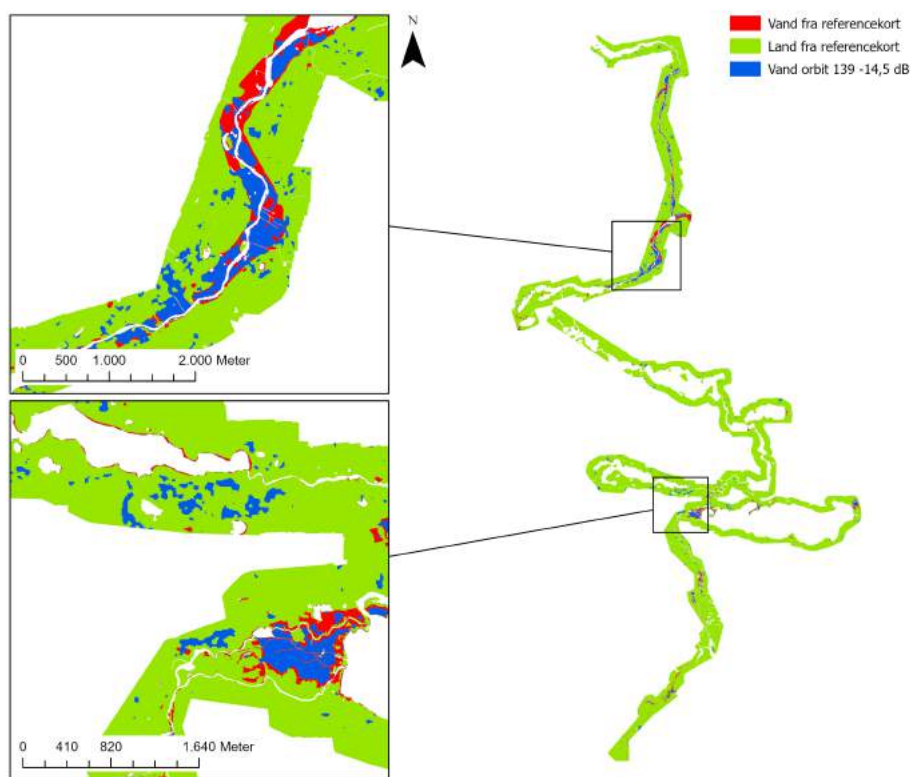 N
Vand fra referencekort
Land fra referencekort
Vand orbit 139 -14,5 dB
0 500 1.000 2.000 Meter
0 410 820 1.640 Meter